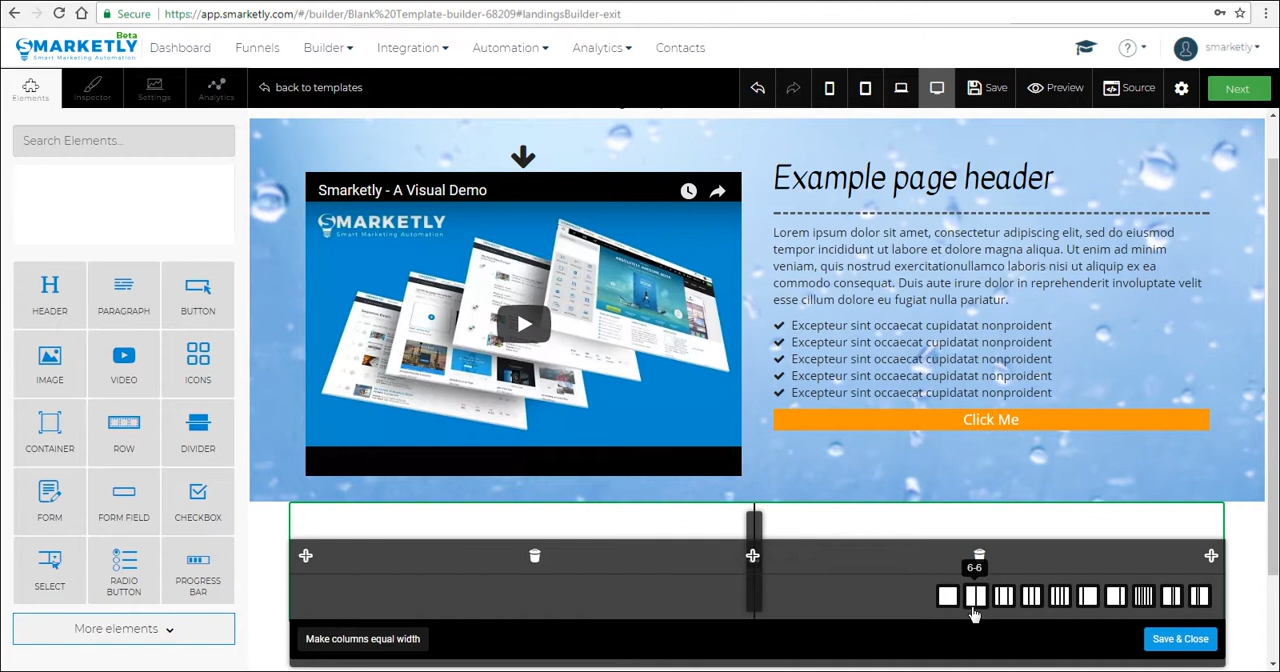 Secure https://app.smarketly.com/#/builder/Blank%20Template-builder-68209#landingsBuilder-exit
SMARKETLY Beta
Smart Marketing Automation
Dashboard Funnels Builder Integration Automation Analytics Contacts ? smarketly
Elements Inspector Settings Analytics back to templates Save Preview Source Next
Search Elements...
HEADER PARAGRAPH BUTTON
IMAGE VIDEO ICONS
CONTAINER ROW DIVIDER
FORM FORM FIELD CHECKBOX
SELECT RADIO BUTTON PROGRESS BAR
More elements
Smarketly - A Visual Demo
SMARKETLY
Smart Marketing Automation
Example page header
Lorem ipsum dolor sit amet, consectetur adipiscing elit, sed do eiusmod
tempor incididunt ut labore et dolore magna aliqua. Ut enim ad minim
veniam, quis nostrud exercitationullamco laboris nisi ut aliquip ex ea
commodo consequat. Duis aute irure dolor in reprehenderit involuptate velit
esse cillum dolore eu fugiat nulla pariatur.
Excepteur sint occaecat cupidatat nonproident
Excepteur sint occaecat cupidatat nonproident
Excepteur sint occaecat cupidatat nonproident
Excepteur sint occaecat cupidatat nonproident
Excepteur sint occaecat cupidatat nonproident
Click Me
6-6
Make columns equal width Save & Close